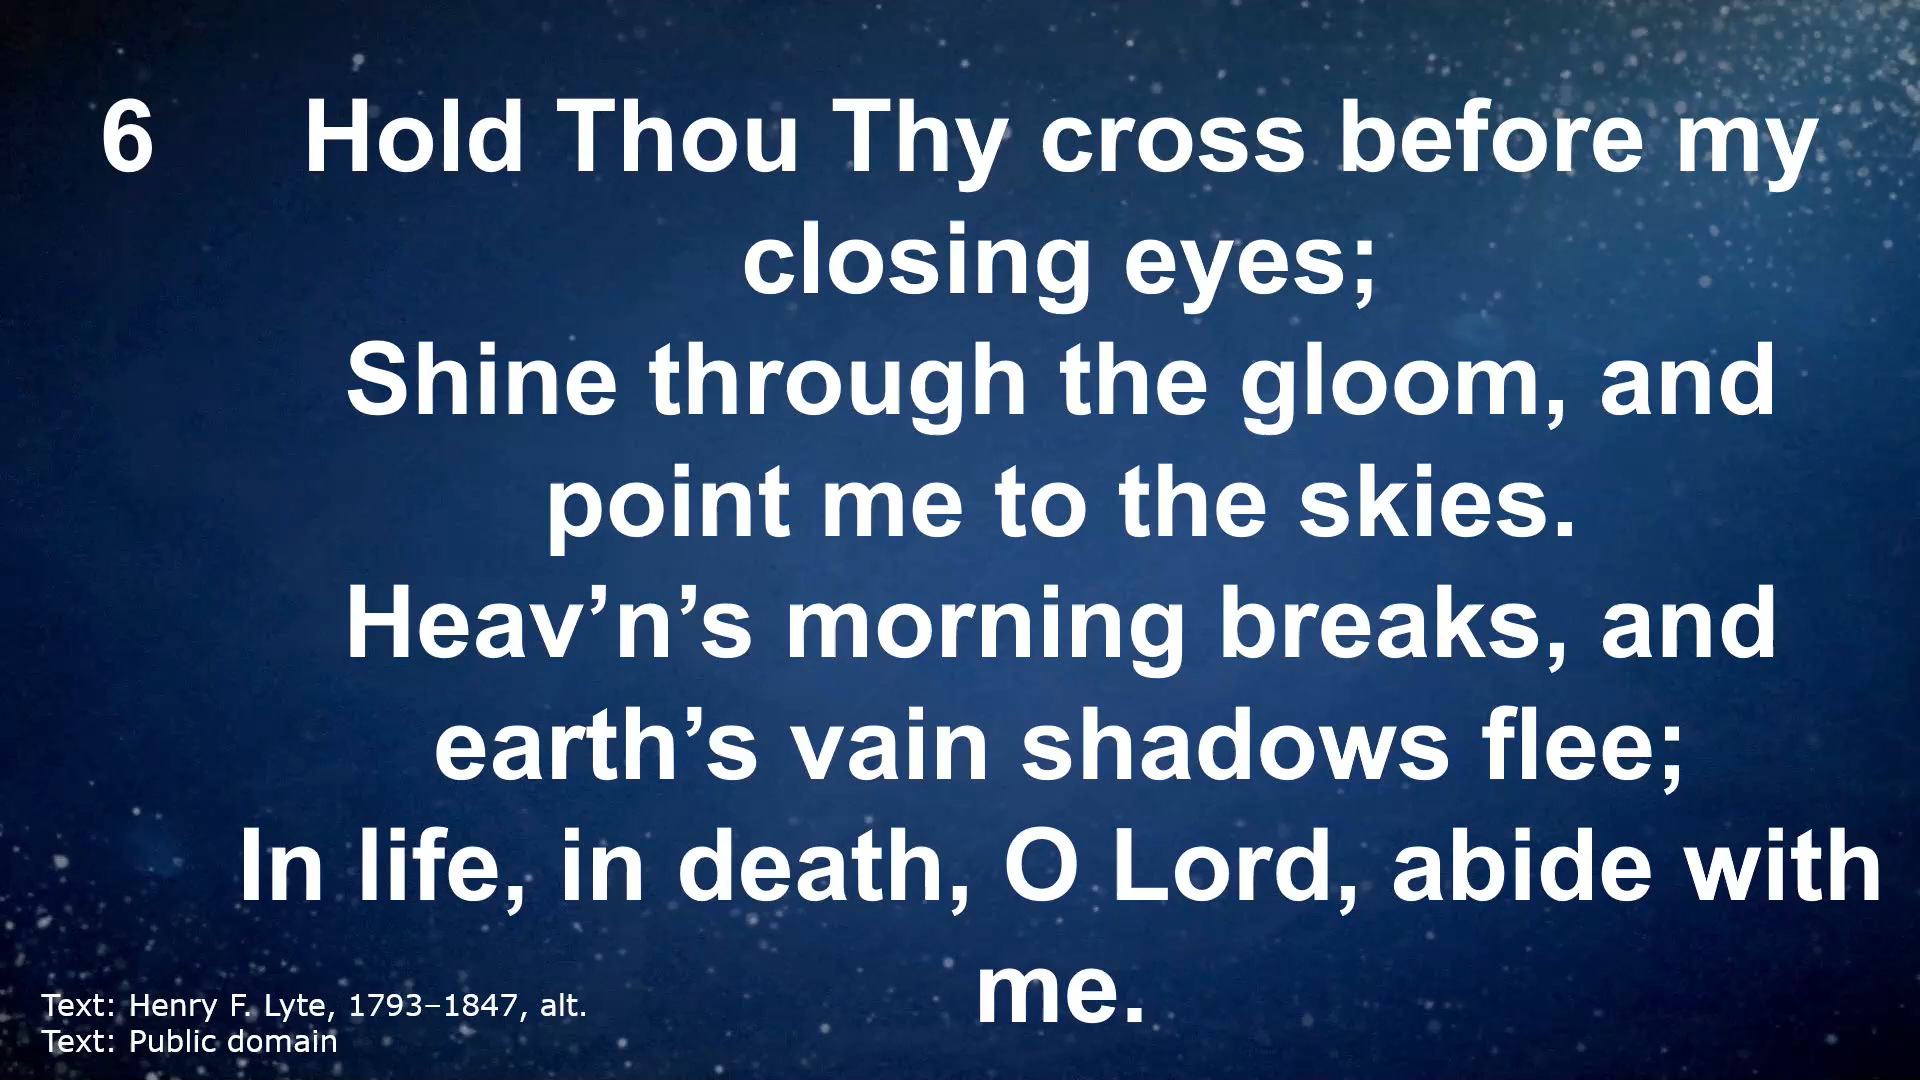 6 Hold Thou Thy cross before my
closing eyes;
Shine through the gloom, and
point me to the skies.
Heav’n’s morning breaks, and
earth’s vain shadows flee;
In life, in death, O Lord, abide with
me.
Text: Henry F. Lyte, 1793–1847, alt.
Text: Public domain